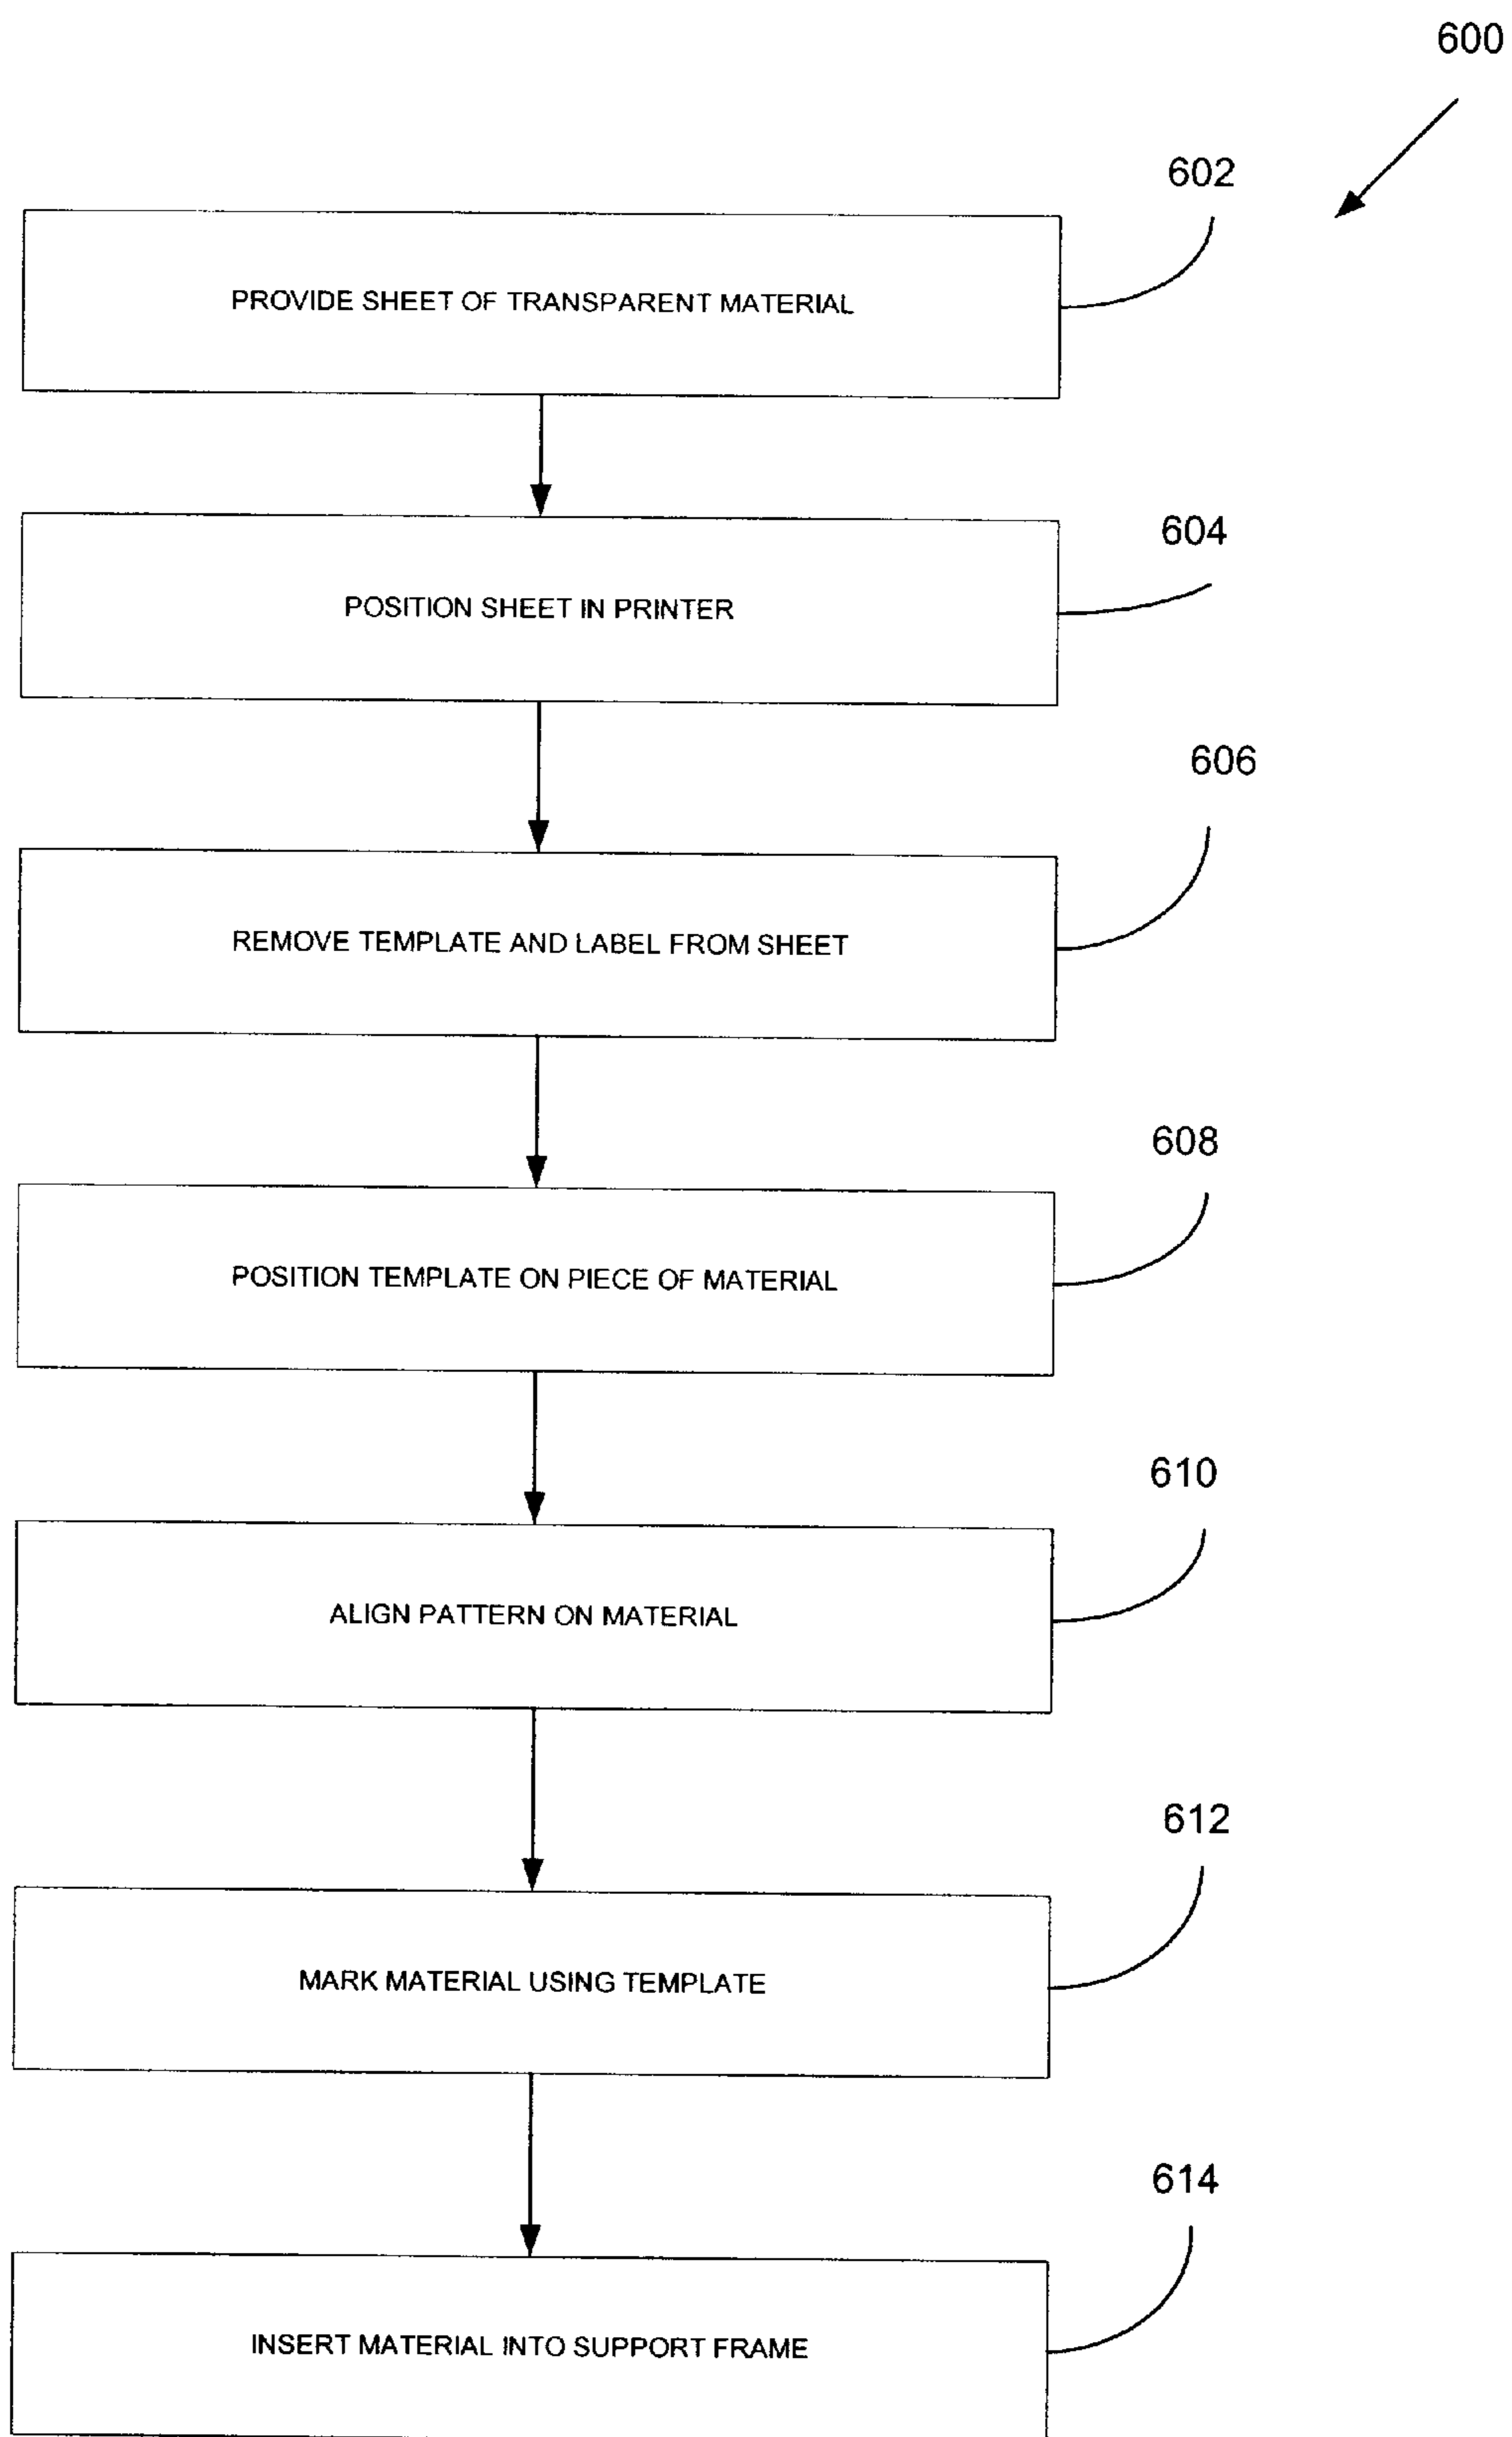 600
602
PROVIDE SHEET OF TRANSPARENT MATERIAL
604
POSITION SHEET IN PRINTER
606
REMOVE TEMPLATE AND LABEL FROM SHEET
608
POSITION TEMPLATE ON PIECE OF MATERIAL
610
ALIGN PATTERN ON MATERIAL
612
MARK MATERIAL USING TEMPLATE
614
INSERT MATERIAL INTO SUPPORT FRAME